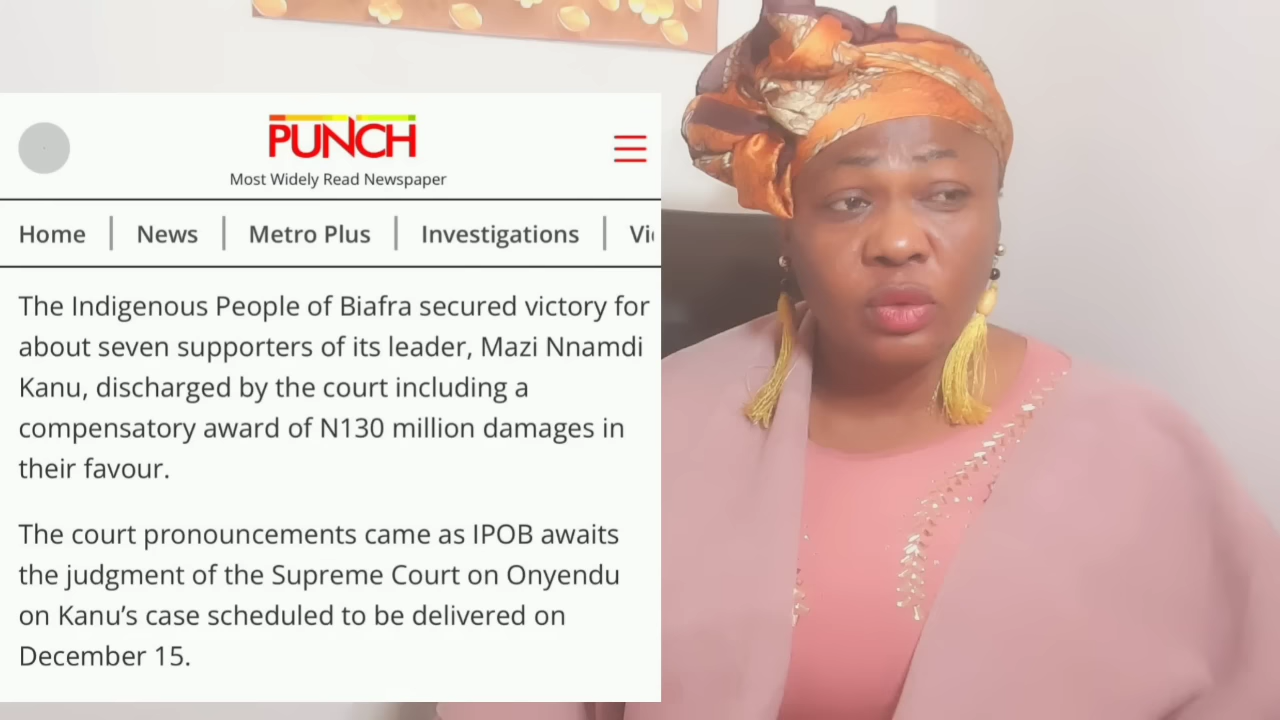 PUNCH
Most Widely Read Newspaper
Home News Metro Plus Investigations
The Indigenous People of Biafra secured victory for
about seven supporters of its leader, Mazi Nnamdi
Kanu, discharged by the court including a
compensatory award of N130 million damages in
their favour.
The court pronouncements came as IPOB awaits
the judgment of the Supreme Court on Onyendu
on Kanu’s case scheduled to be delivered on
December 15.